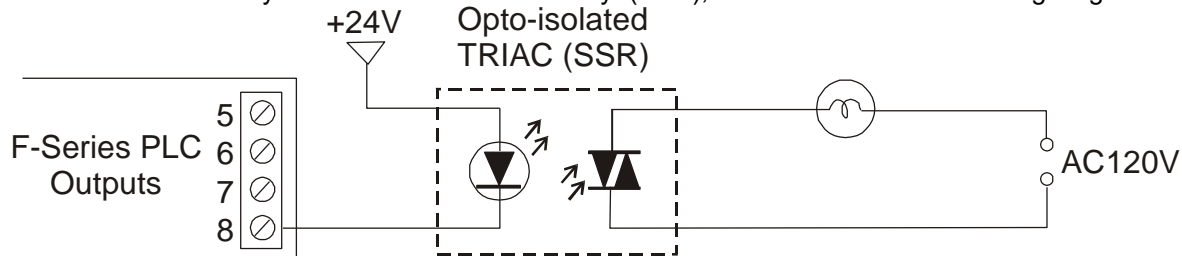 +24V
Opto-isolated
TRIAC (SSR)
F-Series PLC
Outputs
5
6
7
8
AC120V